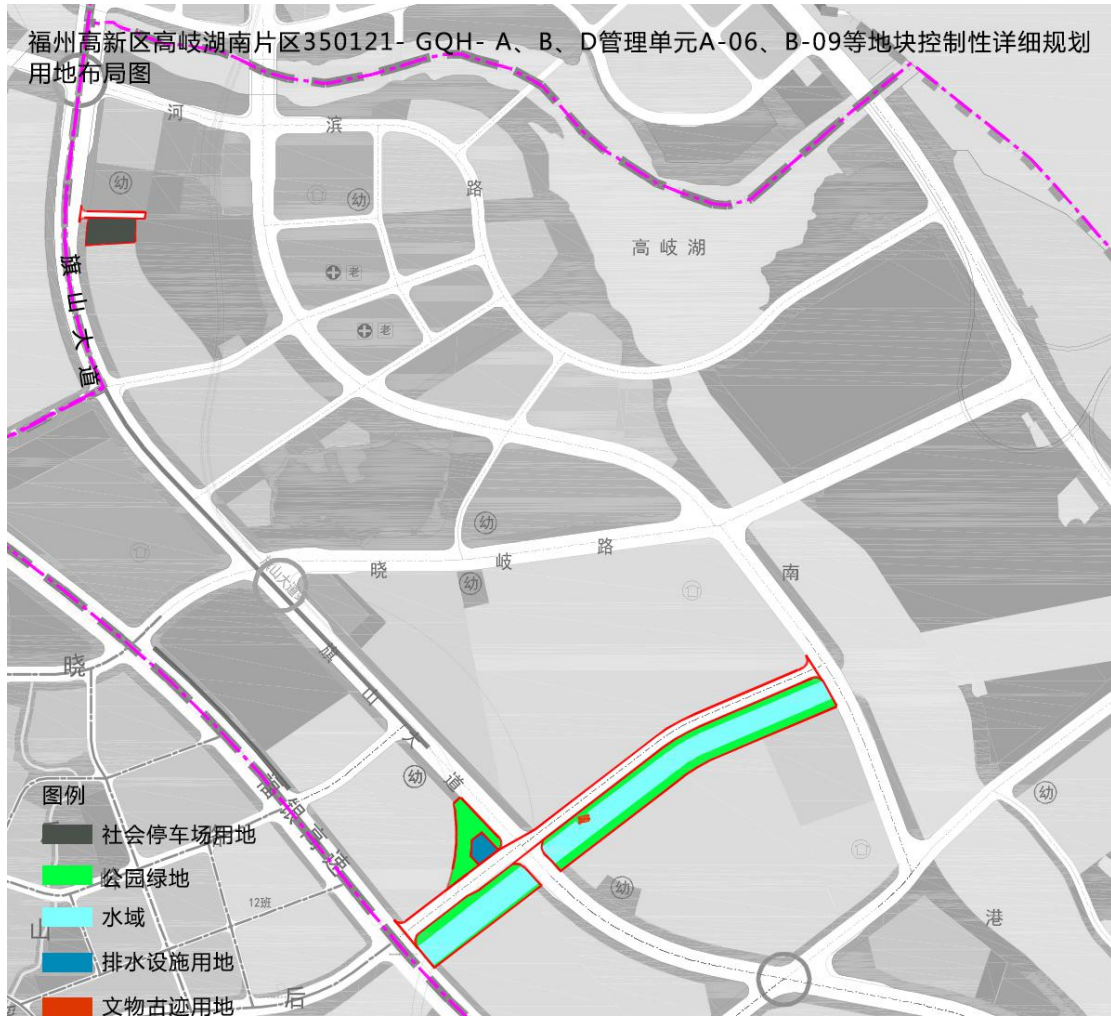 福州高新区高岐湖南片区350121- GQH- A、B、D管理单元A-06、B-09等地块控制性详细规划
用地布局图
河
滨
路
幼
幼
高岐湖
旗山大道
老
老
幼
晓
岐
路
幼
南
晓
旗
山
大
道
幼
福银高速
幼
幼
港
12班
山
后
图例
社会停车场用地
公园绿地
水域
排水设施用地
文物古迹用地